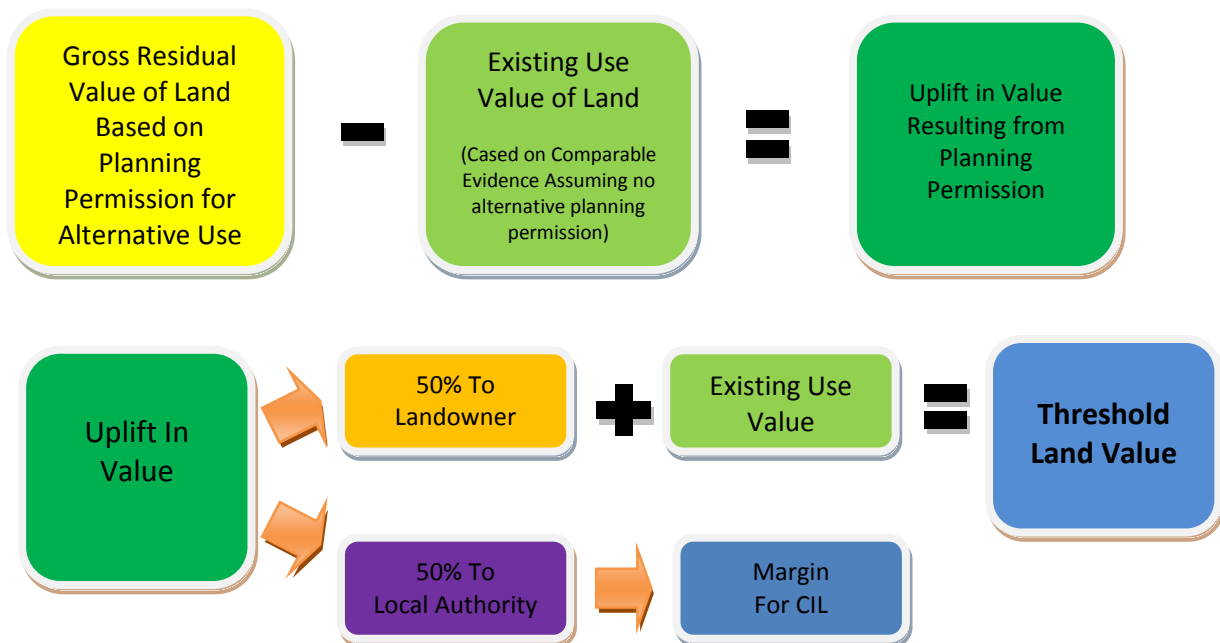 Gross Residual
Value of Land
Based on
Planning
Permission for
Alternative Use
Existing Use
Value of Land
(Cased on Comparable
Evidence Assuming no
alternative planning
permission)
Uplift in Value
Resulting from
Planning
Permission
Uplift In
Value
50% To
Landowner
Existing Use
Value
Threshold
Land Value
50% To
Local Authority
Margin
For CIL